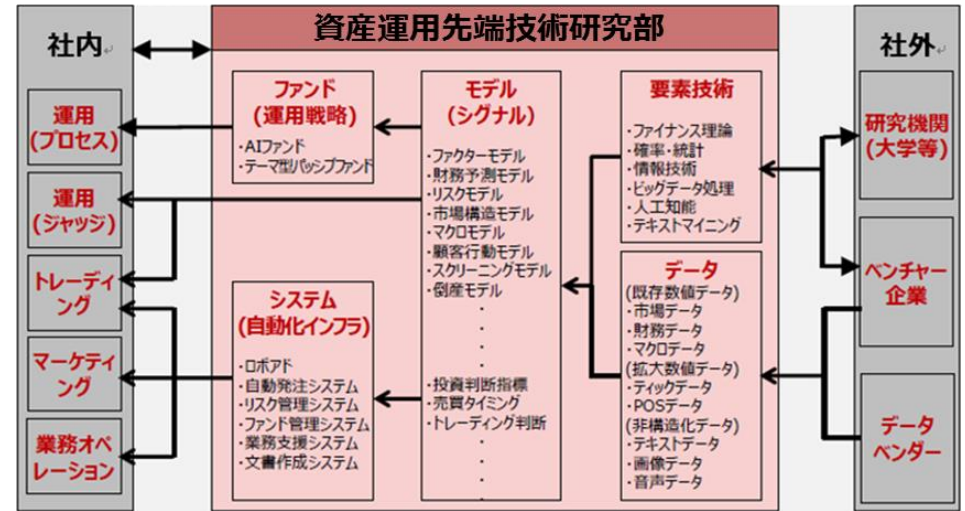 資産運用先端技術研究部
社内
運用
(プロセス)
運用
(ジャッジ)
トレーディ
ング
マーケティ
ング
業務オペ
レーション
ファンド
(運用戦略)
・AIファンド
・テーマ型パッシブファンド
システム
(自動化インフラ)
・ロボアド
・自動発注システム
・リスク管理システム
・ファンド管理システム
・業務支援システム
・文書作成システム
モデル
(シグナル)
・ファクターモデル
・財務予測モデル
・リスクモデル
・市場構造モデル
・マクロモデル
・顧客行動モデル
・スクリーニングモデル
・倒産モデル
・
・
・
・
・投資判断指標
・売買タイミング
・トレーディング判断
・
・
・
要素技術
・ファイナンス理論
・確率・統計
・情報技術
・ビッグデータ処理
・人工知能
・テキストマイニング
データ
(既存数値データ)
・市場データ
・財務データ
・マクロデータ
(拡大数値データ)
・ティックデータ
・POSデータ
(非構造化データ)
・テキストデータ
・画像データ
・音声データ
社外
研究機関
(大学等)
ベンチャー
企業
データ
ベンダー